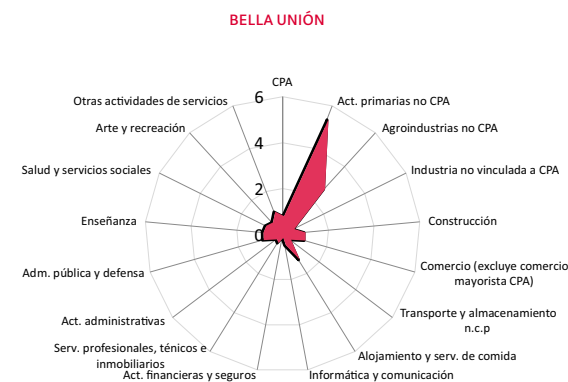 BELLA UNIÓN
CPA
6
4
2
0
Act. primarias no CPA
Agroindustrias no CPA
Industria no vinculada a CPA
Construcción
Comercio (excluye comercio
mayorista CPA)
Transporte y almacenamiento
n.c.p
Alojamiento y serv. de comida
Informática y comunicación
Act. financieras y seguros
Serv. profesionales, ténicos e
inmobiliarios
Act. administrativas
Adm. pública y defensa
Enseñanza
Salud y servicios sociales
Arte y recreación
Otras actividades de servicios